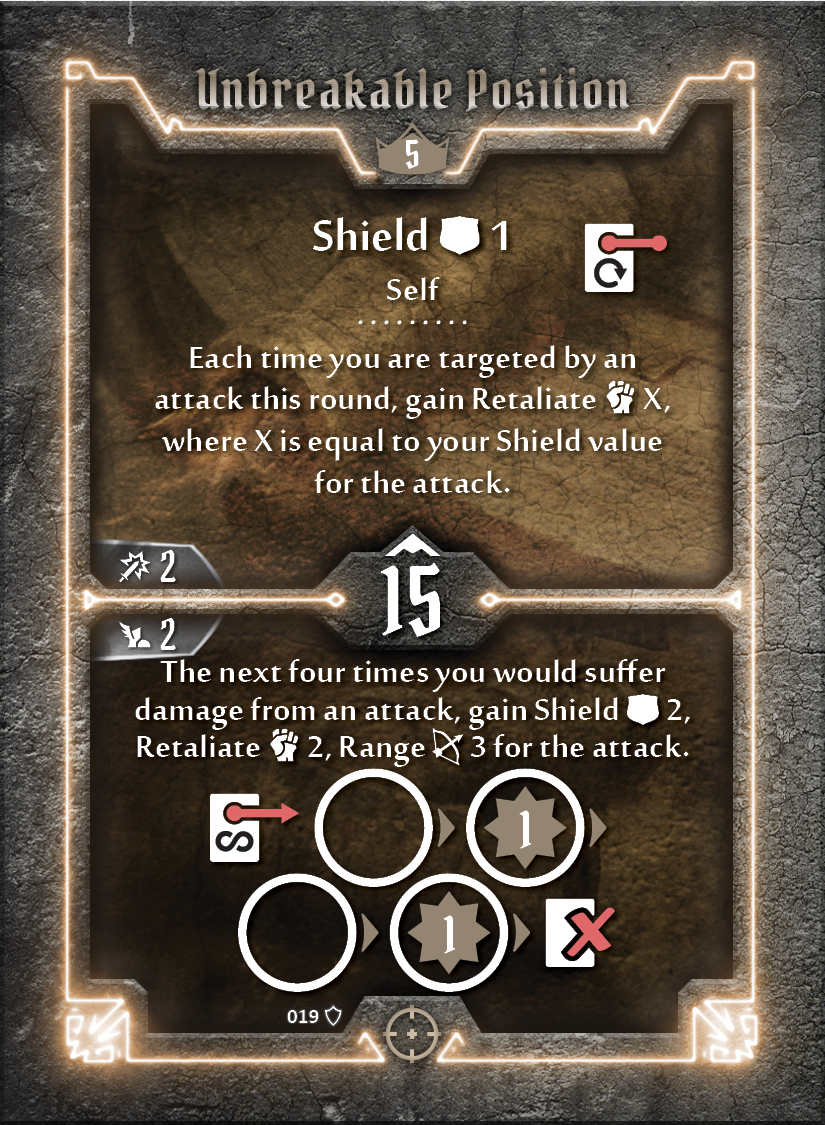 Unbreakable Position
5
Shield 1
Self
.........
Each time you are targeted by an
attack this round, gain Retaliate X,
where X is equal to your Shield value
for the attack.
2
15
2
The next four times you would suffer
damage from an attack, gain Shield 2,
Retaliate 2, Range 3 for the attack.
1
1
019